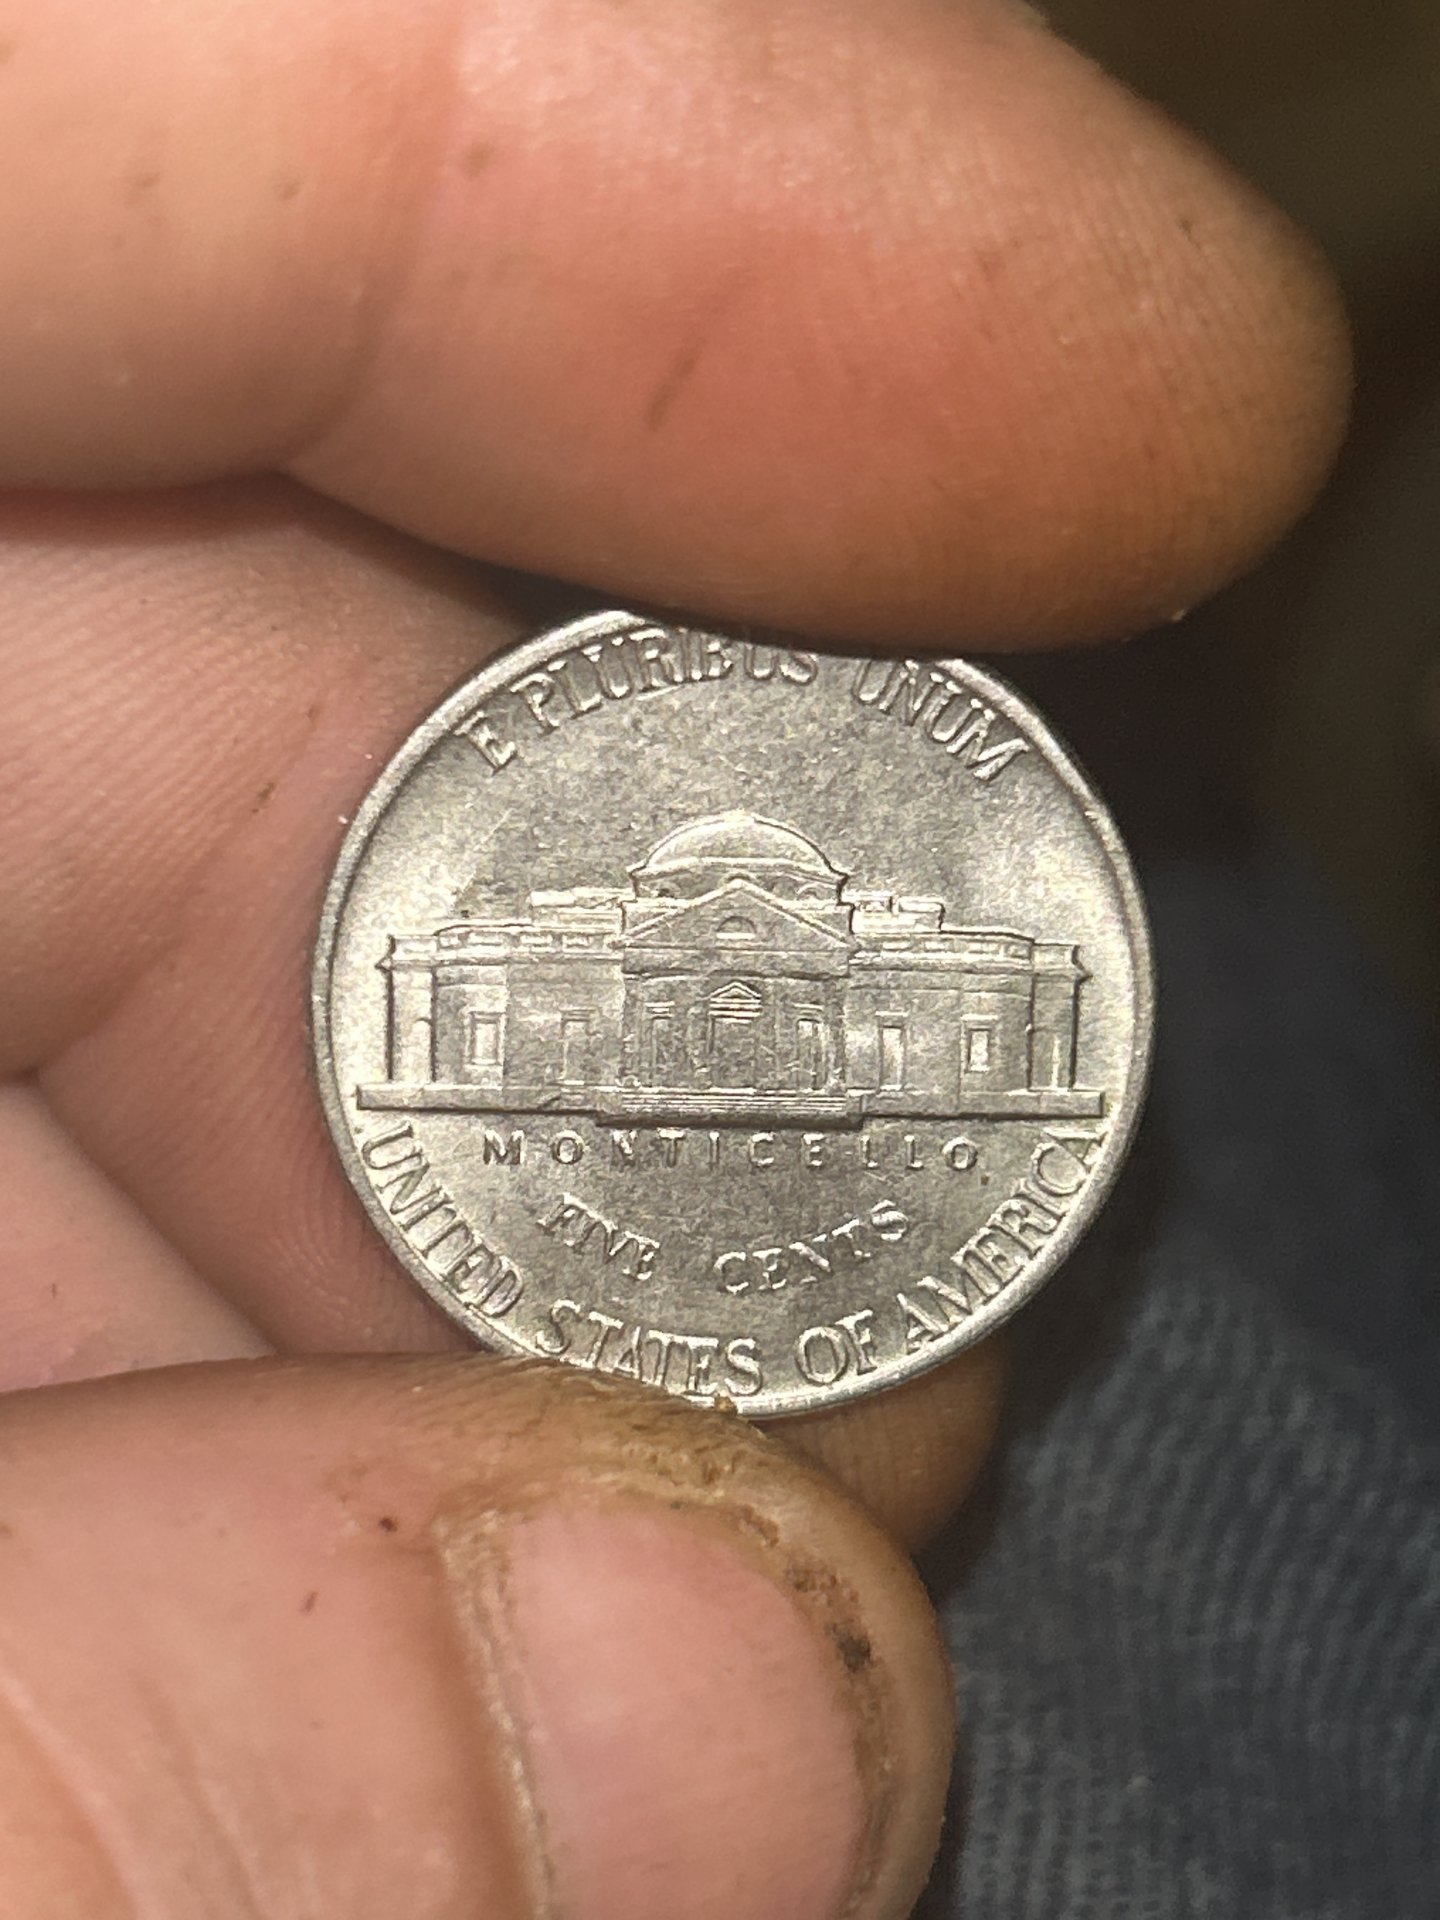 E PLURIBUS UNUM
MONTICELLO
FIVE CENTS
UNITED STATES OF AMERICA